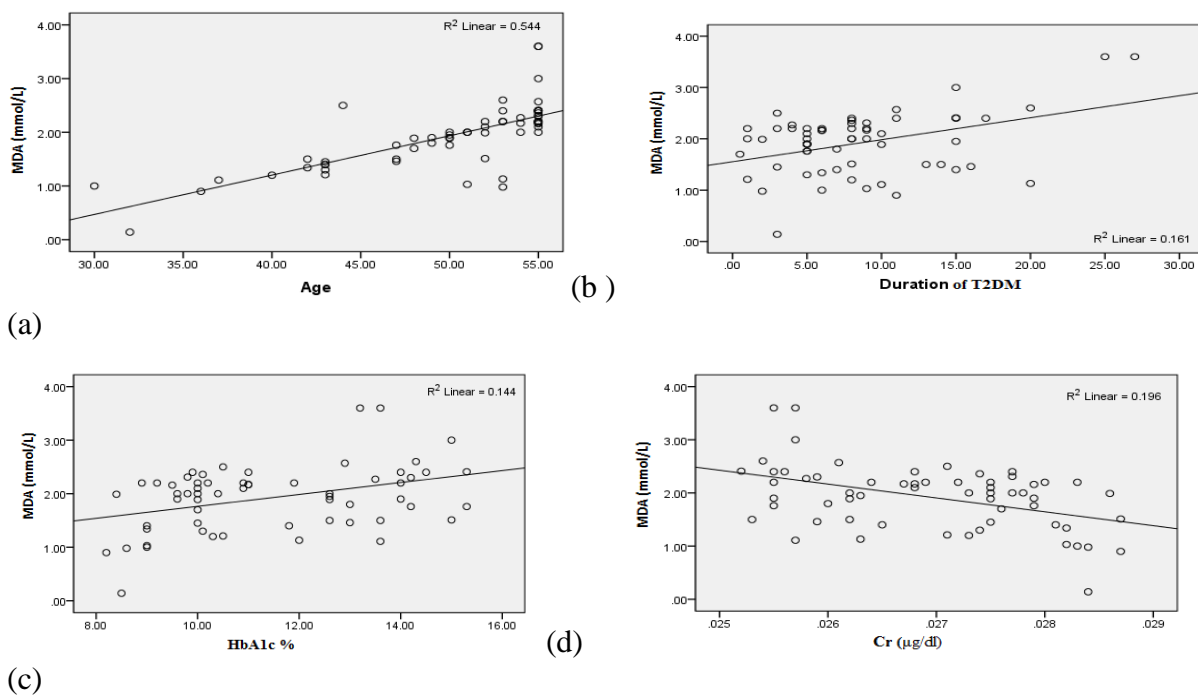 R² Linear = 0.544
MDA (mmol/L)
4.00
3.00
2.00
1.00
.00
30.00 35.00 40.00 45.00 50.00 55.00
Age
(a)
R² Linear = 0.161
MDA (mmol/L)
4.00
3.00
2.00
1.00
.00
.00 5.00 10.00 15.00 20.00 25.00 30.00
Duration of T2DM
(b )
R² Linear = 0.144
MDA (mmol/L)
4.00
3.00
2.00
1.00
.00
8.00 10.00 12.00 14.00 16.00
HbA1c %
(c)
R² Linear = 0.196
MDA (mmol/L)
4.00
3.00
2.00
1.00
.00
.025 .026 .027 .028 .029
Cr (µg/dl)
(d)